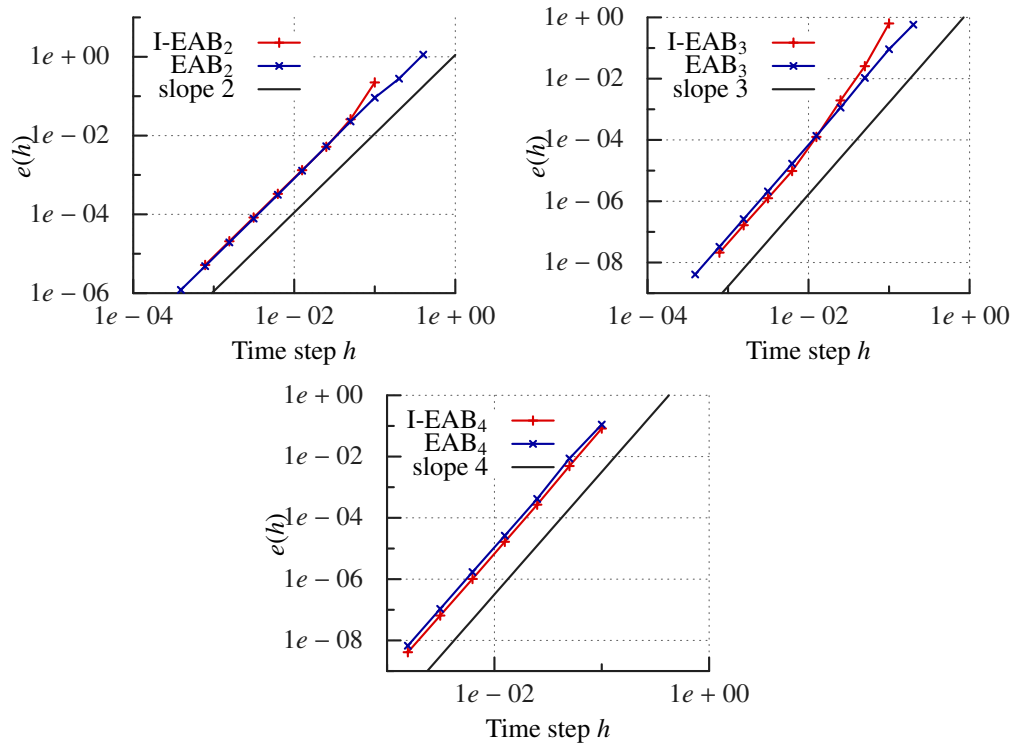 I-EAB₂
EAB₂
slope 2
1e + 00
1e − 02
1e − 04
1e − 06
e(h)
1e − 04
1e − 02
1e + 00
Time step h
I-EAB₃
EAB₃
slope 3
1e + 00
1e − 02
1e − 04
1e − 06
1e − 08
e(h)
1e − 04
1e − 02
1e + 00
Time step h
I-EAB₄
EAB₄
slope 4
1e + 00
1e − 02
1e − 04
1e − 06
1e − 08
e(h)
1e − 02
1e + 00
Time step h